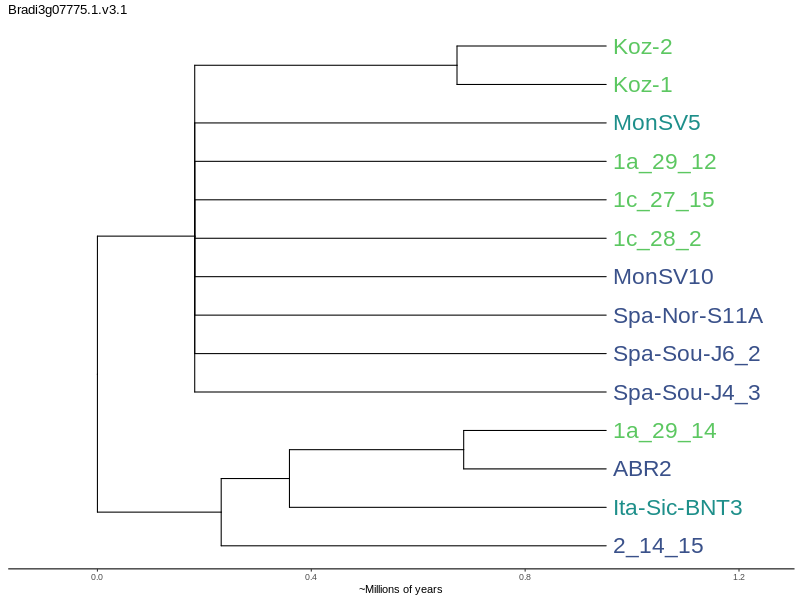 Bradi3g07775.1.v3.1
Koz-2
Koz-1
MonSV5
1a_29_12
1c_27_15
1c_28_2
MonSV10
Spa-Nor-S11A
Spa-Sou-J6_2
Spa-Sou-J4_3
1a_29_14
ABR2
Ita-Sic-BNT3
2_14_15
0.0 0.4 0.8 1.2
~Millions of years